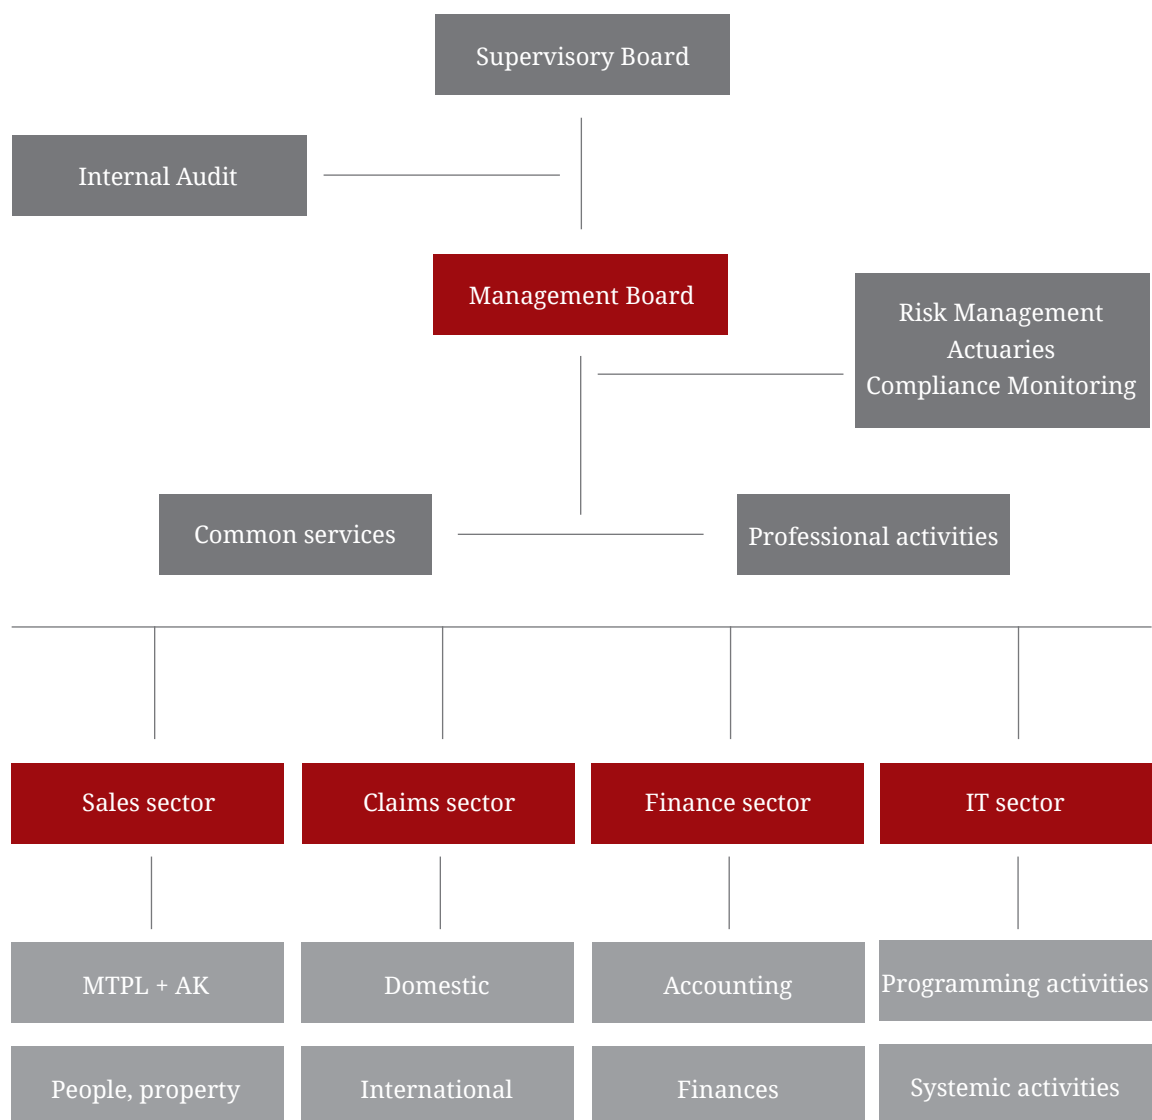 Supervisory Board
Internal Audit
Management Board
Risk Management
Actuaries
Compliance Monitoring
Common services
Professional activities
Sales sector
Claims sector
Finance sector
IT sector
MTPL + AK
Domestic
Accounting
Programming activities
People, property
International
Finances
Systemic activities